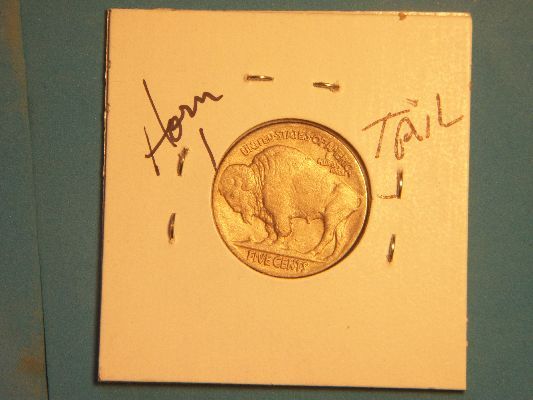 Horn
TAIL
UNITED STATES OF AMERICA
FIVE CENTS